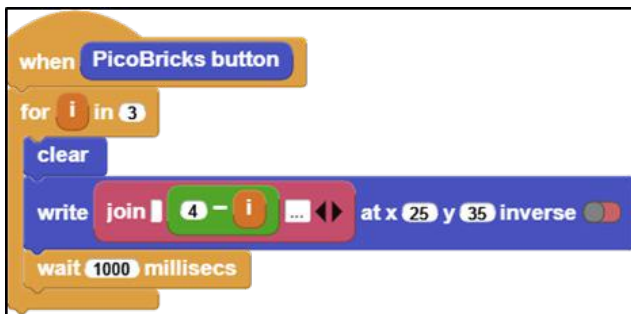 when PicoBricks button
for i in 3
clear
write join 4 - i ... at x 25 y 35 inverse
wait 1000 millisecs